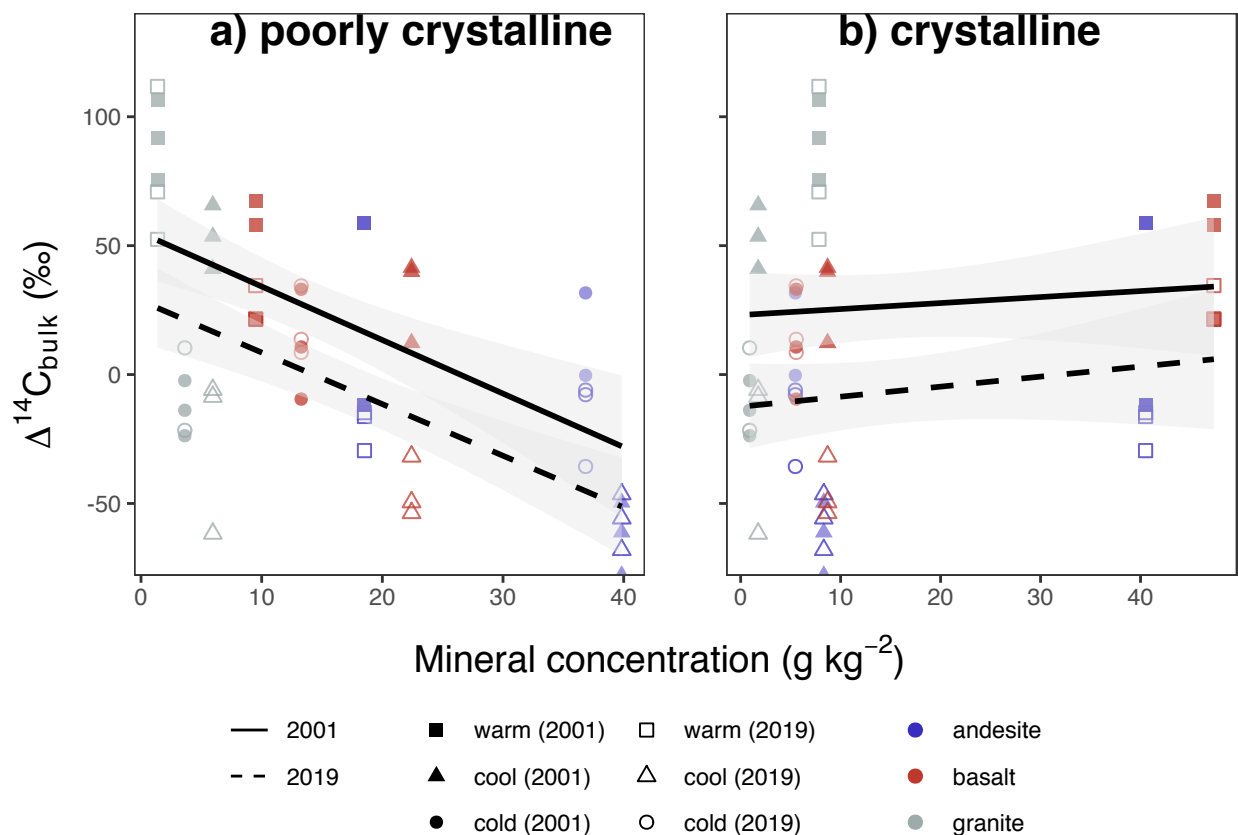 a) poorly crystalline
b) crystalline
Δ¹⁴C_bulk (‰)
100
50
0
-50
0 10 20 30 40
0 10 20 30 40
Mineral concentration (g kg⁻²)
2001
2019
warm (2001)
cool (2001)
cold (2001)
warm (2019)
cool (2019)
cold (2019)
andesite
basalt
granite